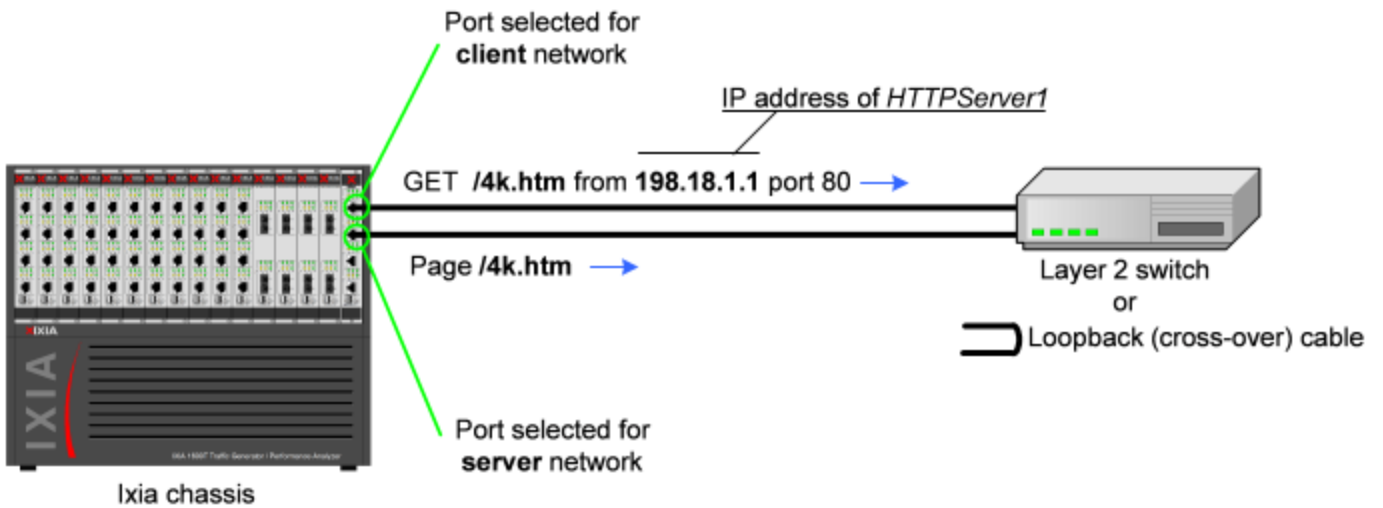 Port selected for
client network
IP address of HTTPServer1
GET /4k.htm from 198.18.1.1 port 80
Page /4k.htm
Layer 2 switch
or
Loopback (cross-over) cable
IXIA
IXIA
Port selected for
server network
Ixia chassis